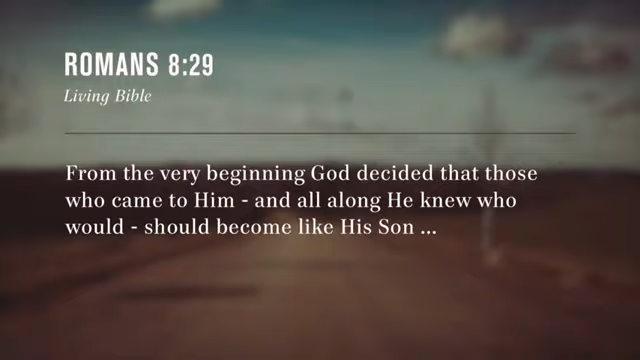 ROMANS 8:29
Living Bible
From the very beginning God decided that those
who came to Him - and all along He knew who
would - should become like His Son ...